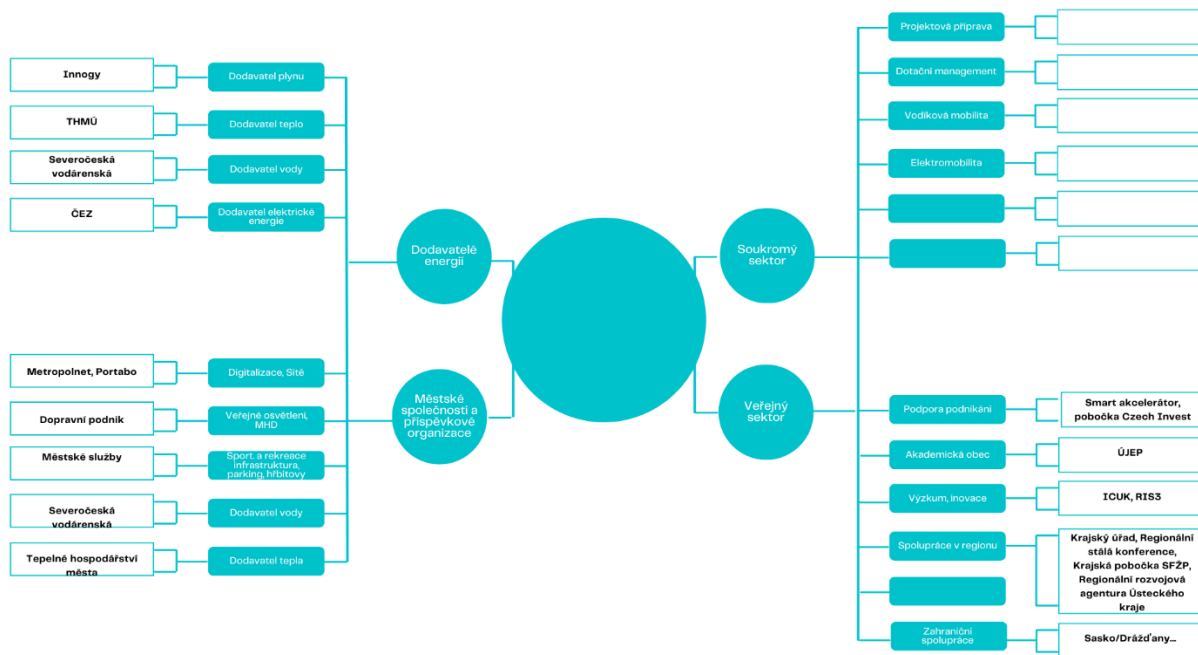 Innogy
Dodavatel plynu
THMÚ
Dodavatel teplo
Severočeská
vodárenská
Dodavatel vody
ČEZ
Dodavatel elektrické
energie
Dodavatelé
energií
Metropolnet, Portabo
Digitalizace, Sítě
Dopravní podnik
Veřejné osvětlení,
MHD
Městské služby
Sport. a rekreace
infrastruktura,
parking, hřbitovy
Severočeská
vodárenská
Dodavatel vody
Tepelné hospodářství
města
Dodavatel tepla
Městské
společnosti a
příspěvkové
organizace
Soukromý
sektor
Projektová příprava
Dotační management
Vodíková mobilita
Elektromobilita
Veřejný
sektor
Podpora podnikání
Smart akcelerátor,
pobočka Czech Invest
Akademická obec
ÚJEP
Výzkum, inovace
ICUK, RIS3
Spolupráce v regionu
Krajský úřad, Regionální
stálá konference,
Krajská pobočka SFŽP,
Regionální rozvojová
agentura Ústeckého
kraje
Zahraniční
spolupráce
Sasko/Drážďany...